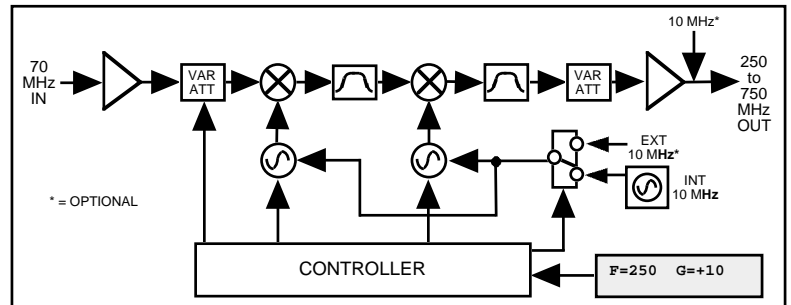 10 MHz*
70
MHz
IN
VAR
ATT
VAR
ATT
250
to
750
MHz
OUT
EXT
10 MHz*
INT
10 MHz
* = OPTIONAL
CONTROLLER
F=250 G=+10